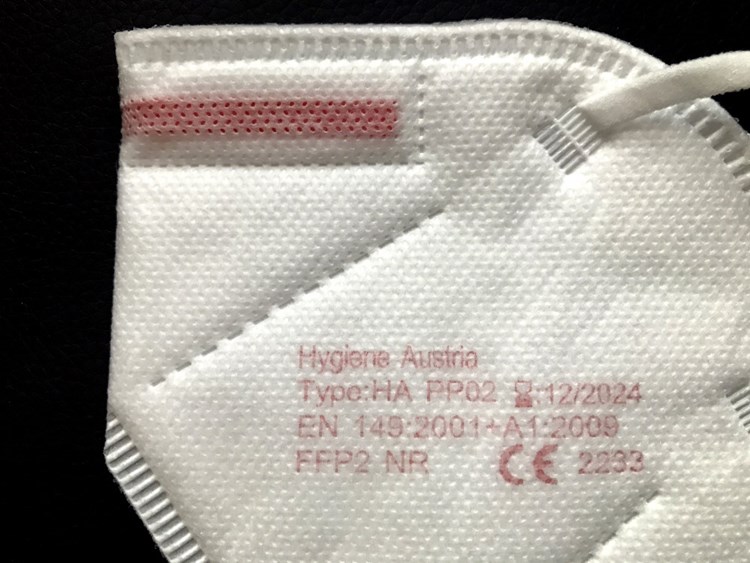 Hygiene Austria
Type:HA PP02 ⌛:12/2024
EN 149:2001+A1:2009
FFP2 NR CE 2233